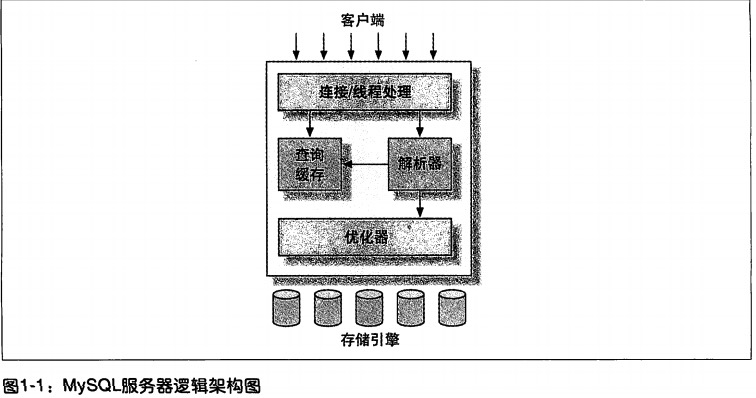 客户端
连接/线程处理
查询
缓存
解析器
优化器
存储引擎
图1-1：MySQL服务器逻辑架构图